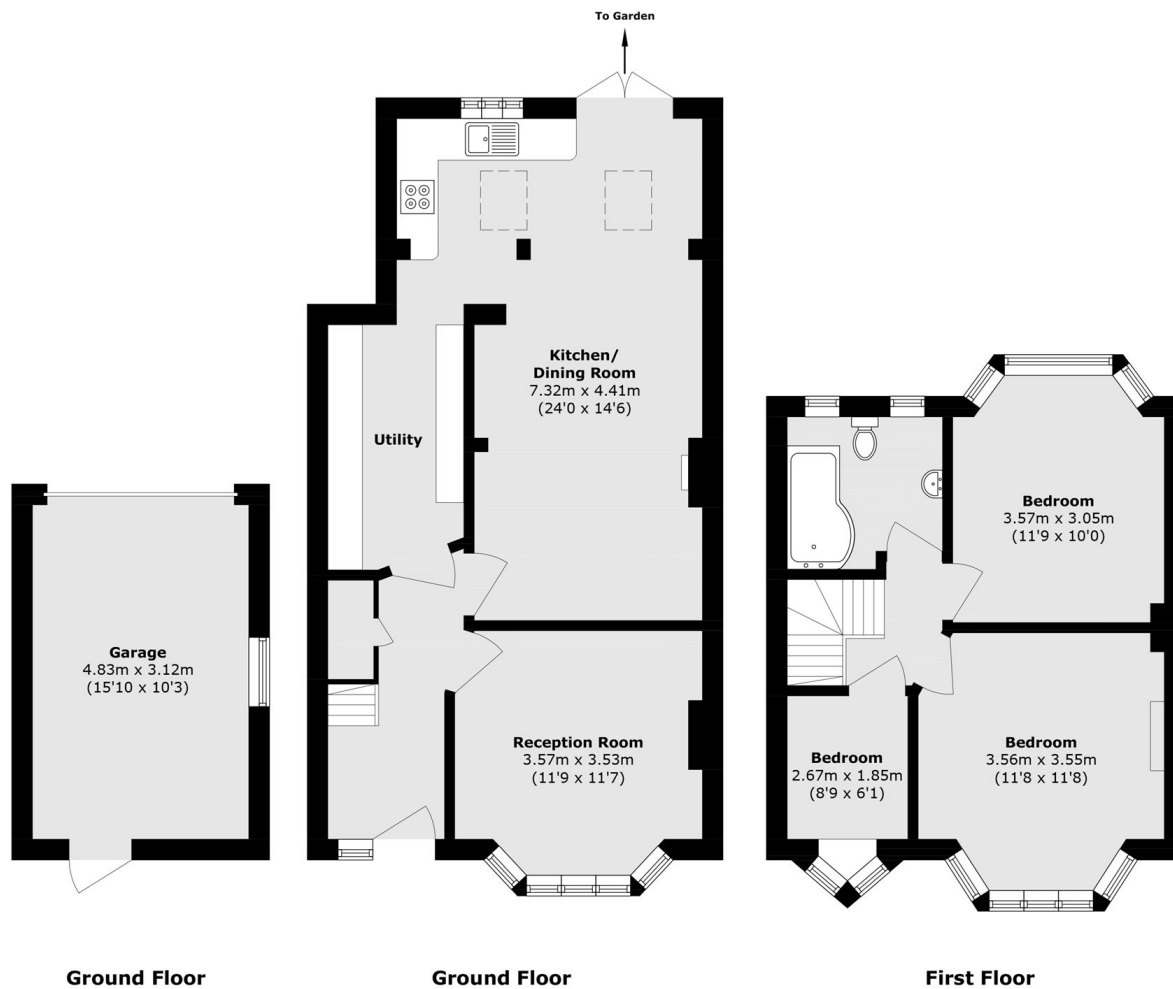 To Garden
Kitchen/
Dining Room
7.32m x 4.41m
(24'0 x 14'6)
Utility
Garage
4.83m x 3.12m
(15'10 x 10'3)
Reception Room
3.57m x 3.53m
(11'9 x 11'7)
Bedroom
3.57m x 3.05m
(11'9 x 10'0)
Bedroom
2.67m x 1.85m
(8'9 x 6'1)
Bedroom
3.56m x 3.55m
(11'8 x 11'8)
Ground Floor
Ground Floor
First Floor